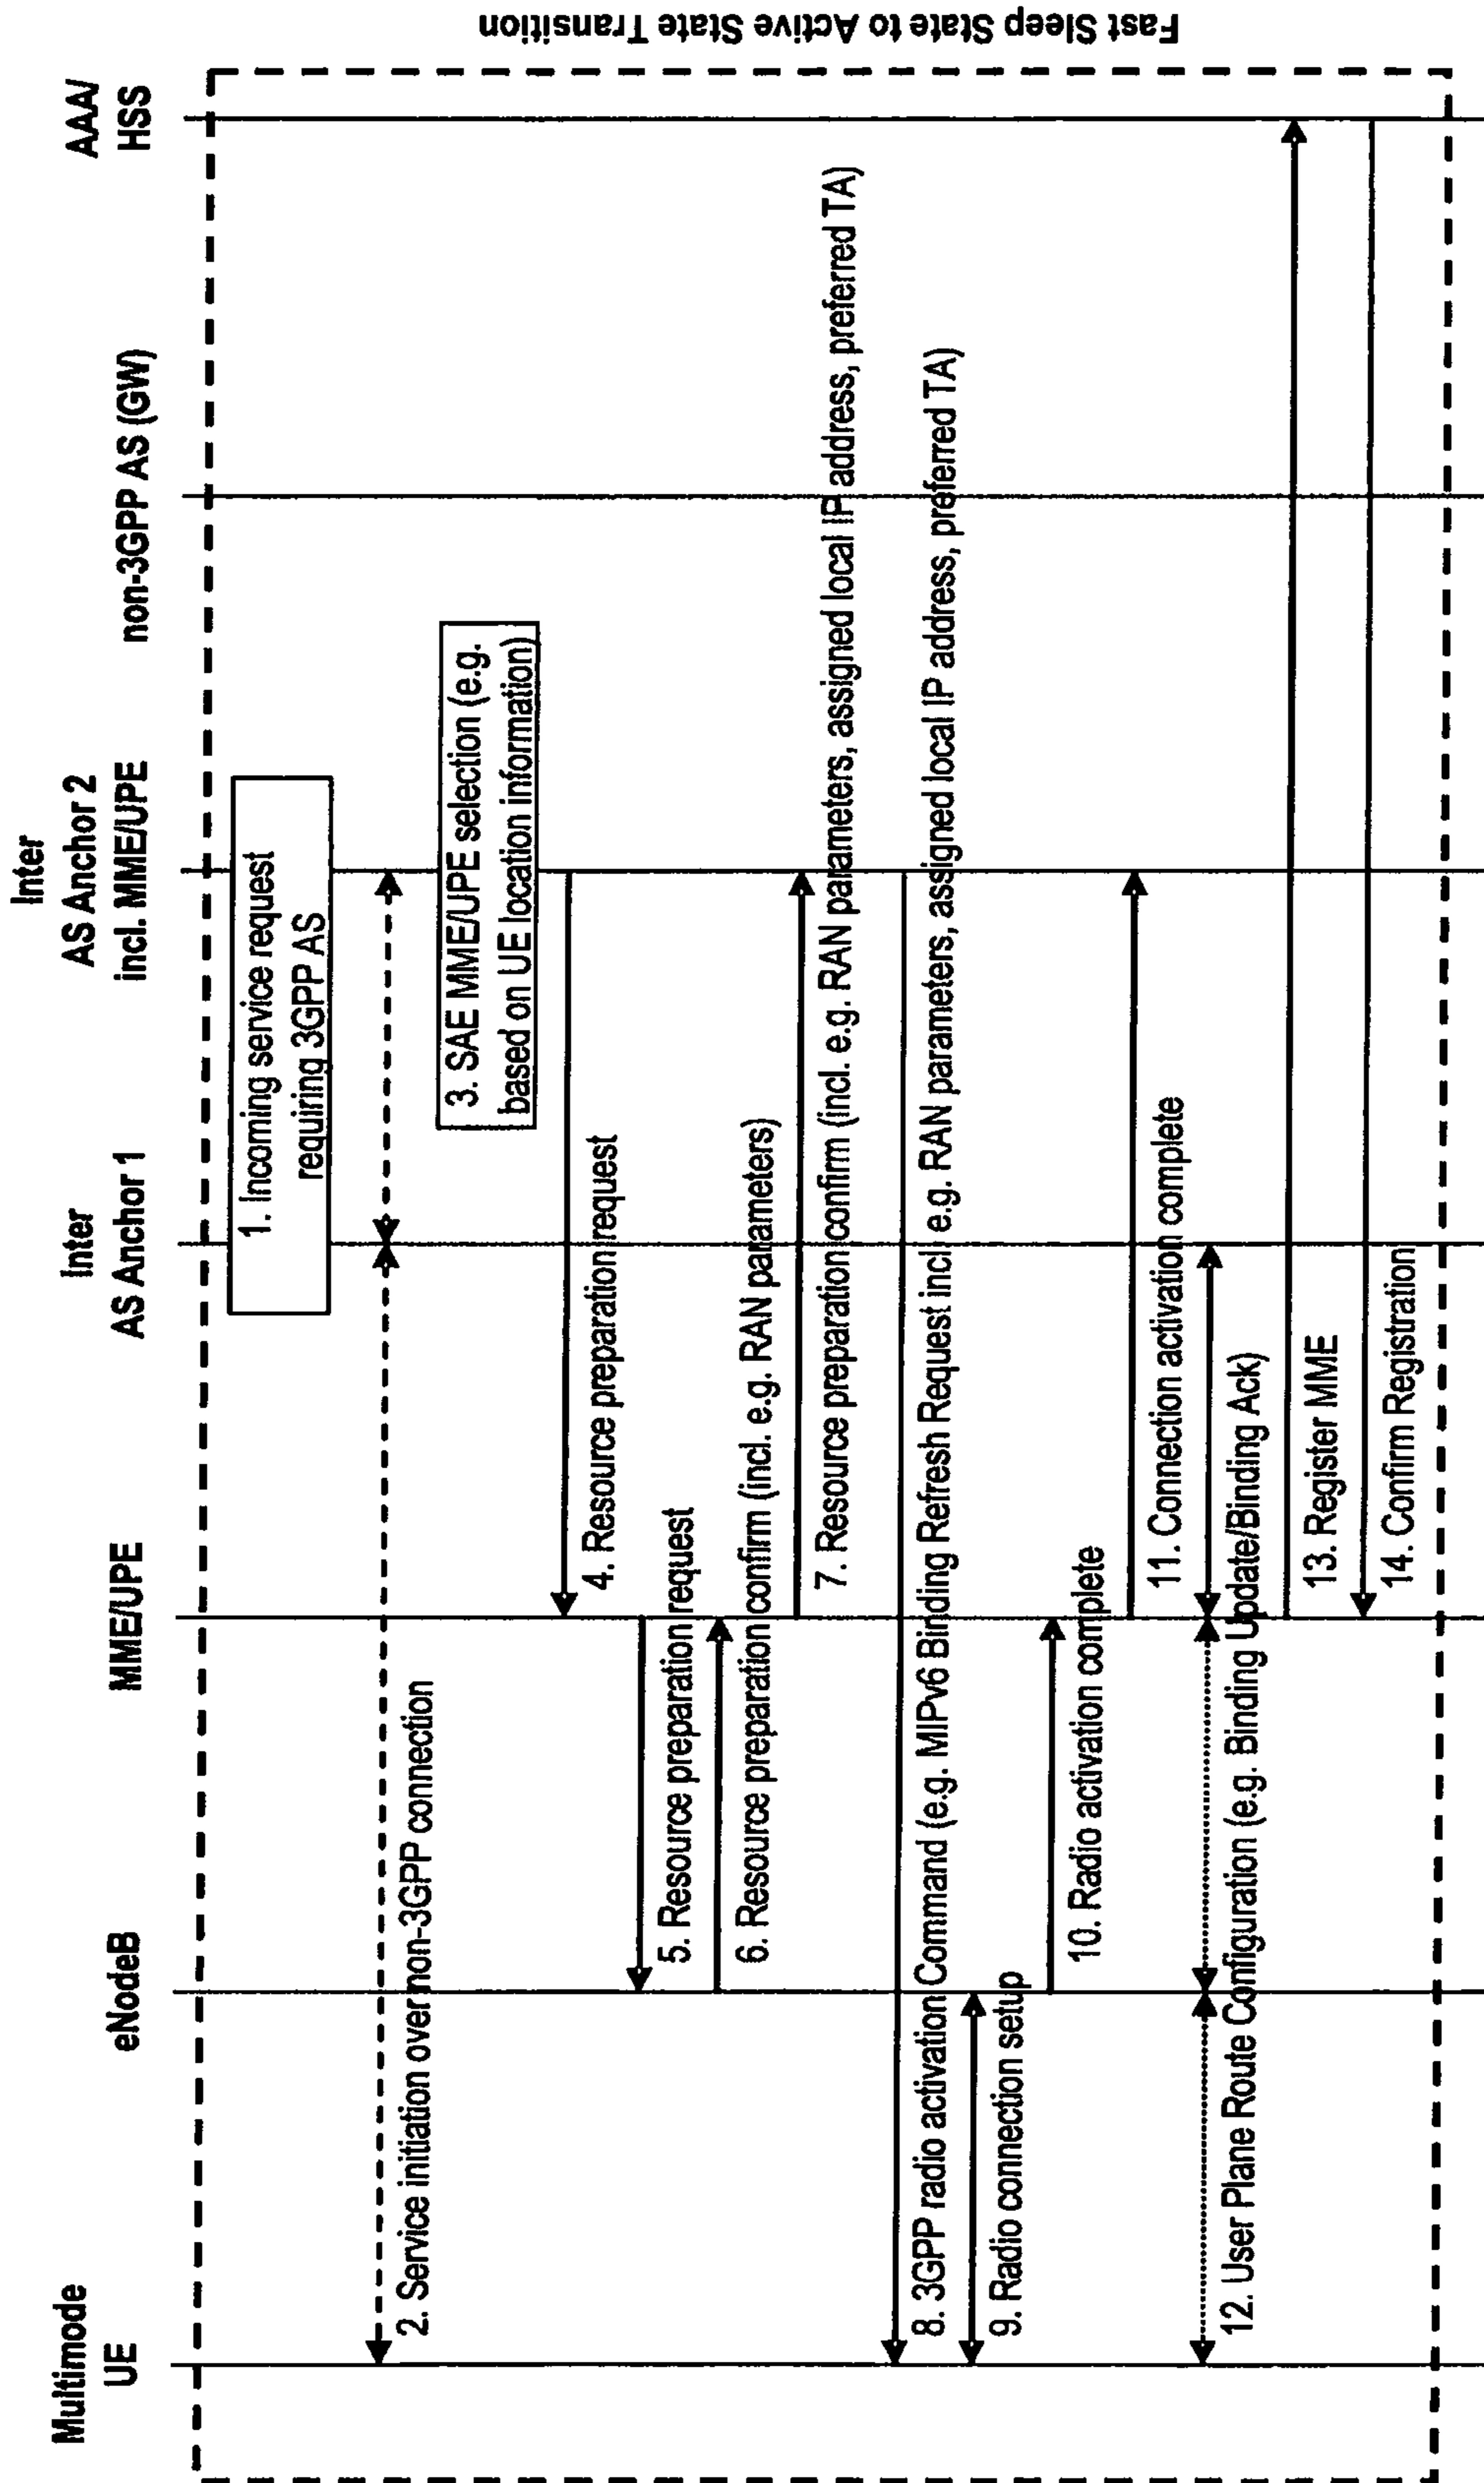 Multimode
UE
eNodeB
MME/UPE
Inter
AS Anchor 1
Inter
AS Anchor 2
incl. MME/UPE
non-3GPP AS (GW)
AAA/
HSS
1. Incoming service request
requiring 3GPP AS
2. Service initiation over non-3GPP connection
3. SAE MME/UPE selection (e.g.
based on UE location information)
4. Resource preparation request
5. Resource preparation request
6. Resource preparation confirm (incl. e.g. RAN parameters)
7. Resource preparation confirm (incl. e.g. RAN parameters, assigned local IP address, preferred TA)
8. 3GPP radio activation Command (e.g. MIPv6 Binding Refresh Request incl. e.g. RAN parameters, assigned local IP address, preferred TA)
9. Radio connection setup
10. Radio activation complete
11. Connection activation complete
12. User Plane Route Configuration (e.g. Binding Update/Binding Ack)
13. Register MME
14. Confirm Registration
Fast Sleep State to Active State Transition